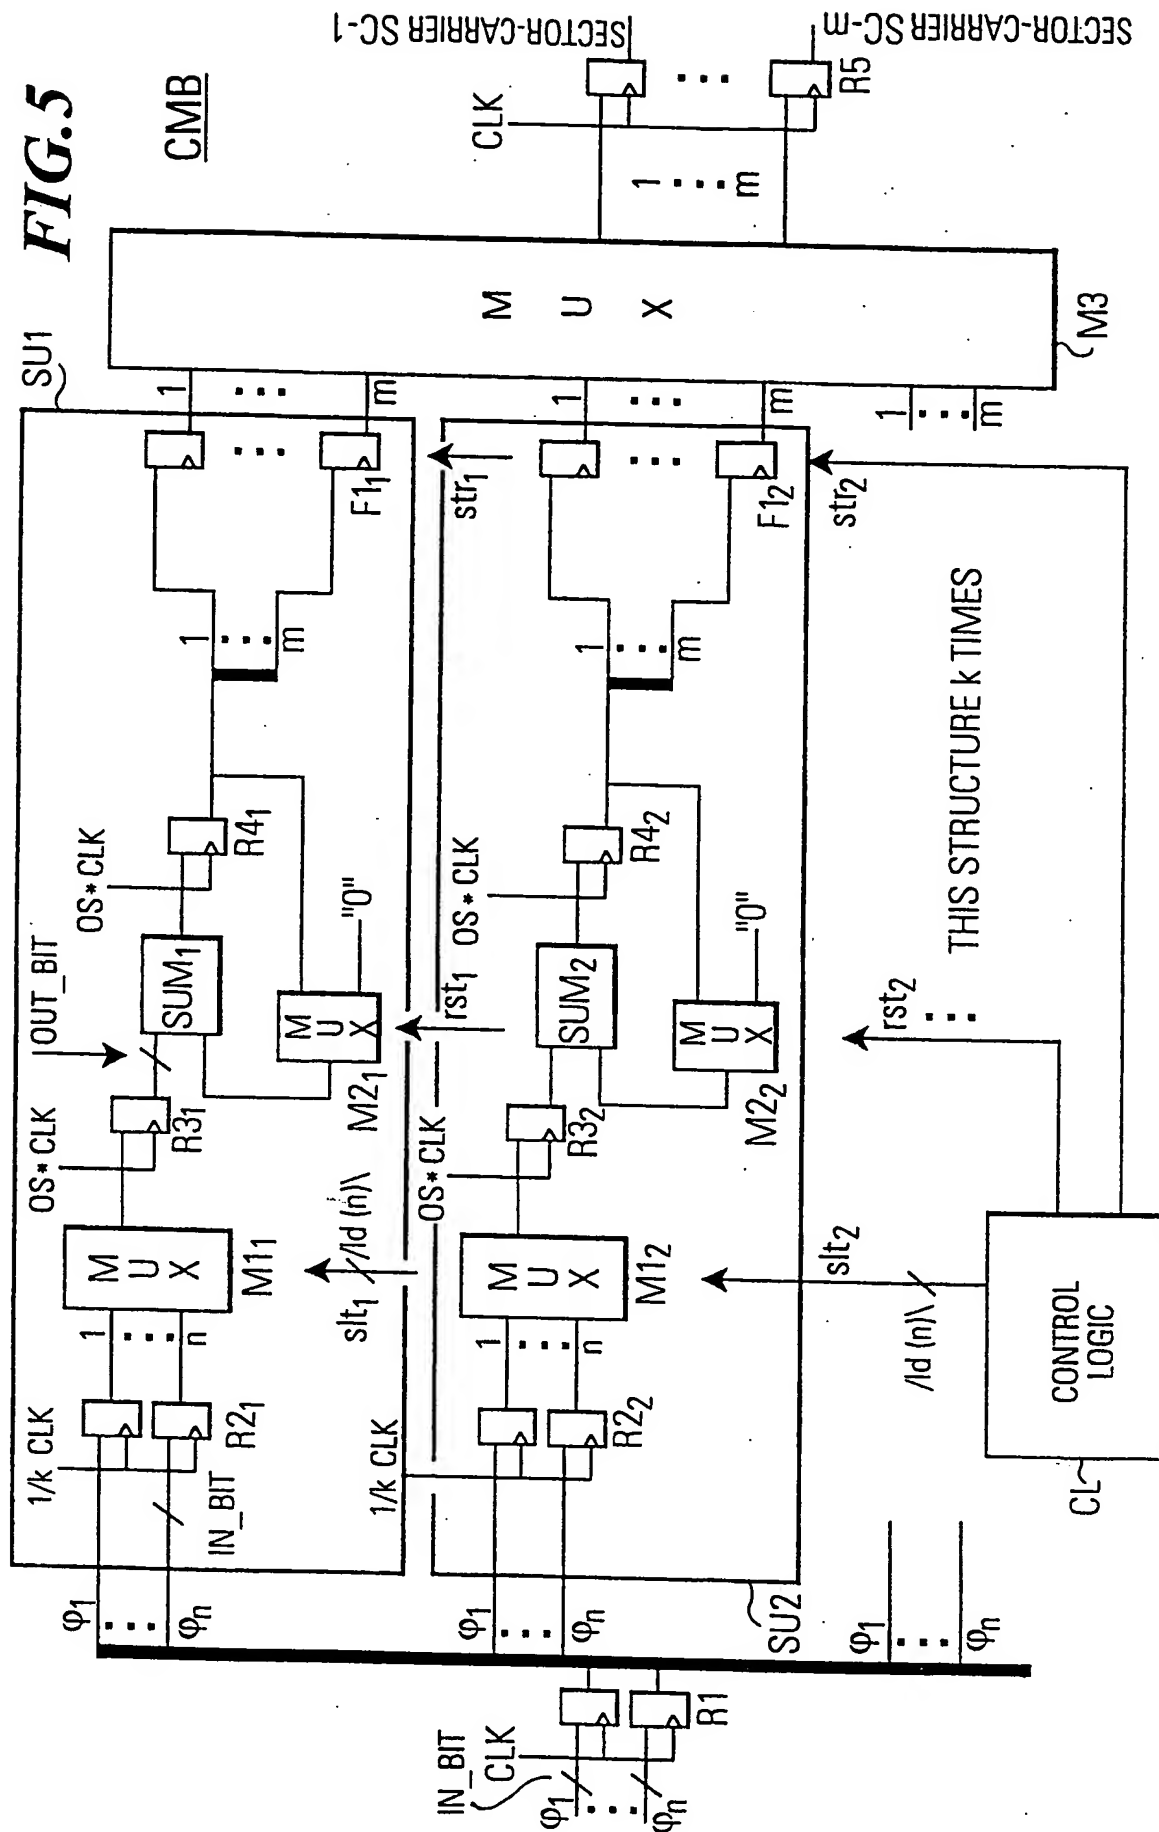 FIG.5
CMB
SU1
OUT_BIT
OS*CLK
OS*CLK
1/k CLK
φ1
φn
IN_BIT
R21
1
n
M
U
X
M11
slt1
/ld (n)\
R31
SUM1
R41
M
U
X
"0"
M21
rst1
1
m
F11
str1
1
m
1/k CLK
φ1
φn
R22
1
n
M
U
X
M12
OS*CLK
R32
SUM2
OS*CLK
R42
M
U
X
"0"
M22
1
m
F12
str2
1
m
SU2
IN_BIT
CLK
φ1
φn
R1
φ1
φn
slt2
/ld (n)\
CONTROL
LOGIC
CL
rst2
THIS STRUCTURE k TIMES
1
m
M
U
X
M3
1
m
CLK
R5
SECTOR-CARRIER SC-1
SECTOR-CARRIER SC-m